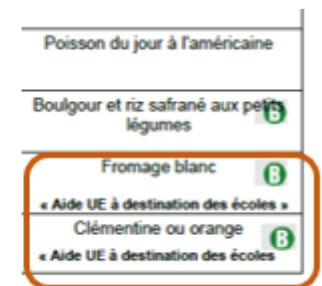 Poisson du jour à l'américaine
Boulgour et riz safrané aux petits
légumes
B
Fromage blanc
B
« Aide UE à destination des écoles »
Clémentine ou orange
B
« Aide UE à destination des écoles